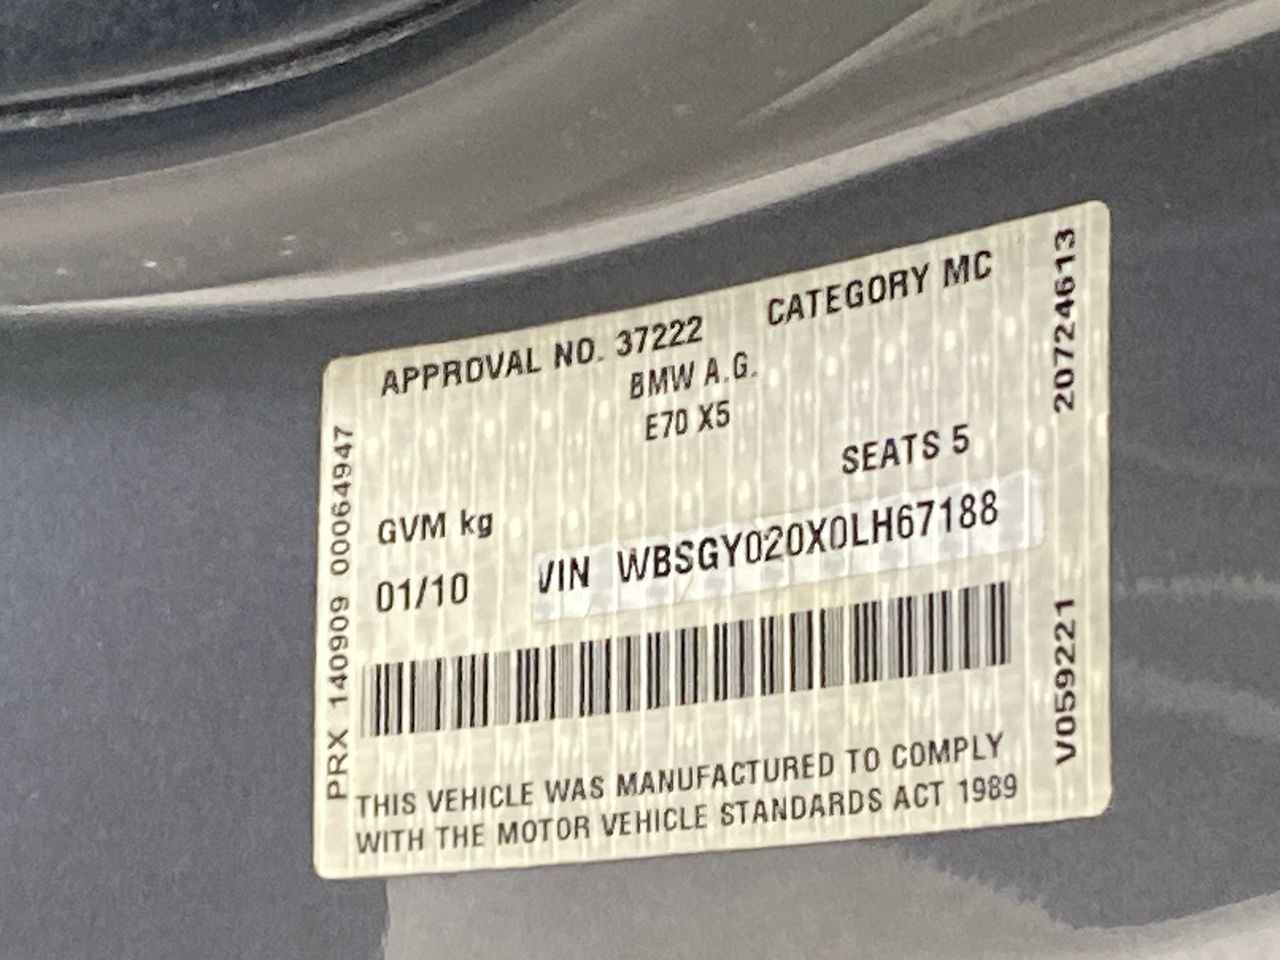 APPROVAL NO. 37222 CATEGORY MC
BMW A.G.
E70 X5
SEATS 5
GVM kg
01/10
VIN WBSGY020X0LH67188
THIS VEHICLE WAS MANUFACTURED TO COMPLY
WITH THE MOTOR VEHICLE STANDARDS ACT 1989
PRX 140909 00064947
20724613
V059221